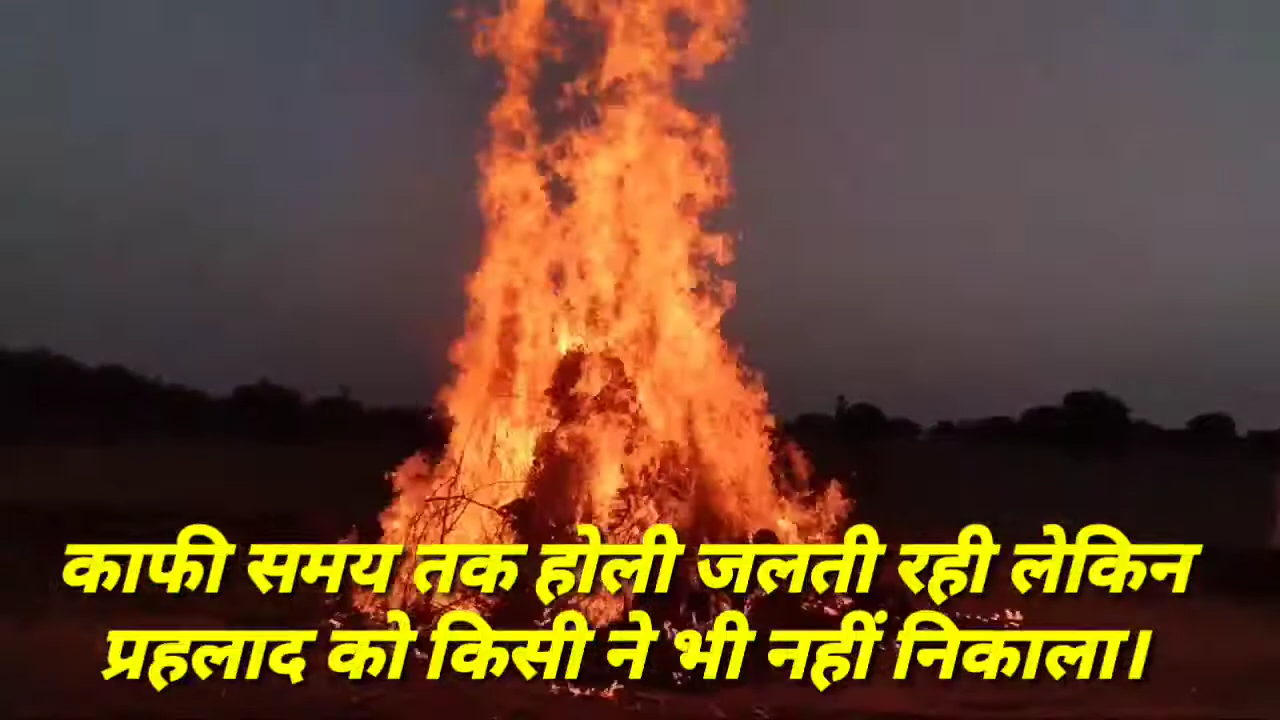 काफी समय तक होली जलती रही लेकिन
प्रहलाद को किसी ने भी नहीं निकाला।